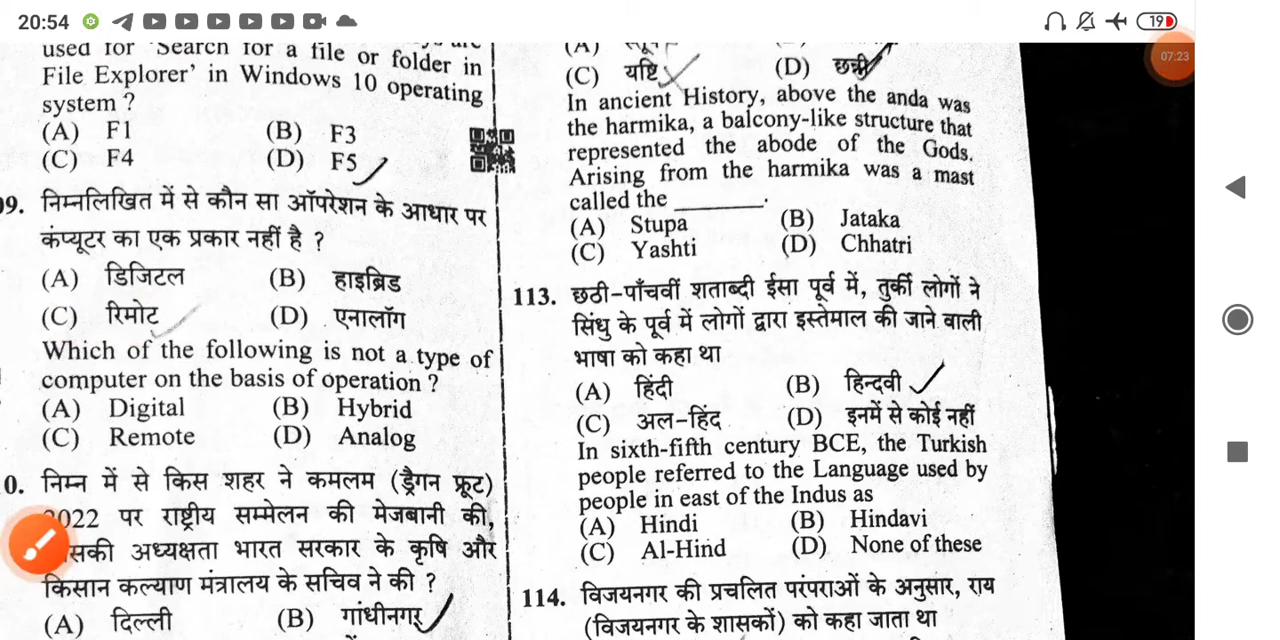 20:54
19
07:23
used for 'Search for a file or folder in
File Explorer' in Windows 10 operating
system ?
(A) F1 (B) F3
(C) F4 (D) F5
09. निम्नलिखित में से कौन सा ऑपरेशन के आधार पर
कंप्यूटर का एक प्रकार नहीं है ?
(A) डिजिटल (B) हाइब्रिड
(C) रिमोट (D) एनालॉग
Which of the following is not a type of
computer on the basis of operation ?
(A) Digital (B) Hybrid
(C) Remote (D) Analog
0. निम्न में से किस शहर ने कमलम (ड्रैगन फ्रूट)
2022 पर राष्ट्रीय सम्मेलन की मेजबानी की,
सकी अध्यक्षता भारत सरकार के कृषि और
किसान कल्याण मंत्रालय के सचिव ने की ?
(A) दिल्ली (B) गांधीनगर
(A)
(C) यष्टि (D) छत्री
In ancient History, above the anda was
the harmika, a balcony-like structure that
represented the abode of the Gods.
Arising from the harmika was a mast
called the ________.
(A) Stupa (B) Jataka
(C) Yashti (D) Chhatri
113. छठी-पाँचवीं शताब्दी ईसा पूर्व में, तुर्की लोगों ने
सिंधु के पूर्व में लोगों द्वारा इस्तेमाल की जाने वाली
भाषा को कहा था
(A) हिंदी (B) हिन्दवी
(C) अल-हिंद (D) इनमें से कोई नहीं
In sixth-fifth century BCE, the Turkish
people referred to the Language used by
people in east of the Indus as
(A) Hindi (B) Hindavi
(C) Al-Hind (D) None of these
114. विजयनगर की प्रचलित परंपराओं के अनुसार, राय
(विजयनगर के शासकों) को कहा जाता था